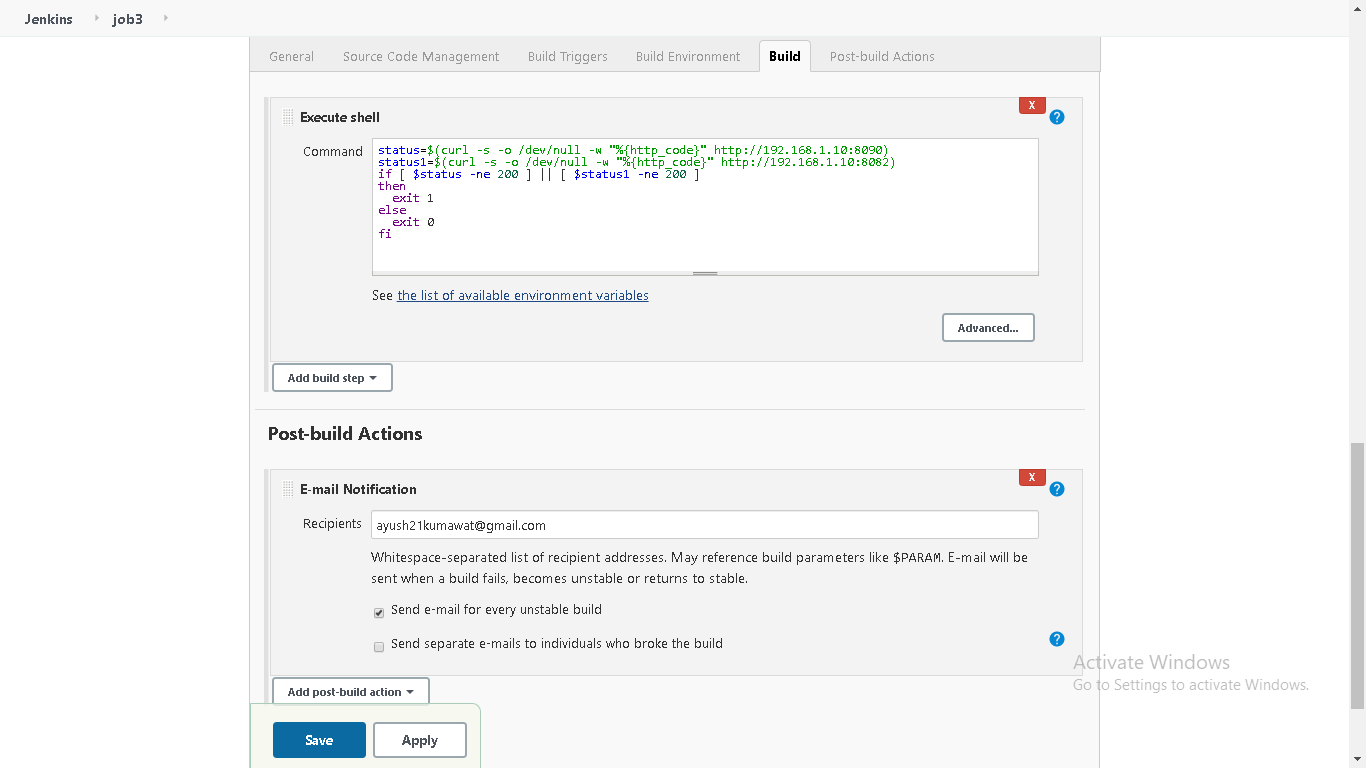 Jenkins job3
General Source Code Management Build Triggers Build Environment Build Post-build Actions
X
Execute shell ?
Command
status=$(curl -s -o /dev/null -w "%{http_code}" http://192.168.1.10:8090)
status1=$(curl -s -o /dev/null -w "%{http_code}" http://192.168.1.10:8082)
if [ $status -ne 200 ] || [ $status1 -ne 200 ]
then
exit 1
else
exit 0
fi
See the list of available environment variables
Advanced...
Add build step
Post-build Actions
X
E-mail Notification ?
Recipients ayush21kumawat@gmail.com
Whitespace-separated list of recipient addresses. May reference build parameters like $PARAM. E-mail will be
sent when a build fails, becomes unstable or returns to stable.
Send e-mail for every unstable build
Send separate e-mails to individuals who broke the build ?
Activate Windows
Go to Settings to activate Windows.
Add post-build action
Save Apply